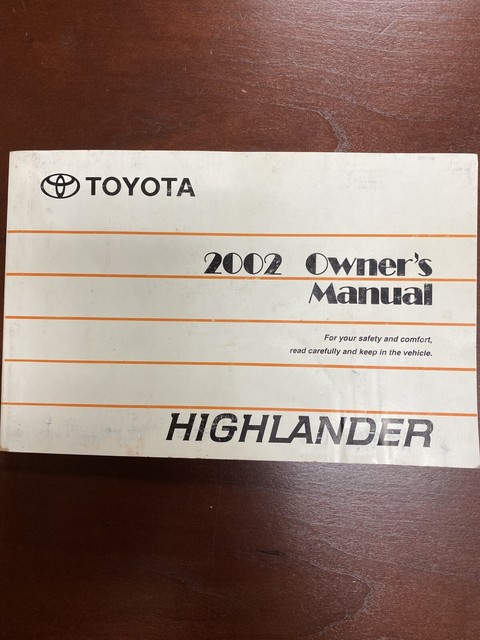 TOYOTA
2002 Owner's
Manual
For your safety and comfort,
read carefully and keep in the vehicle.
HIGHLANDER